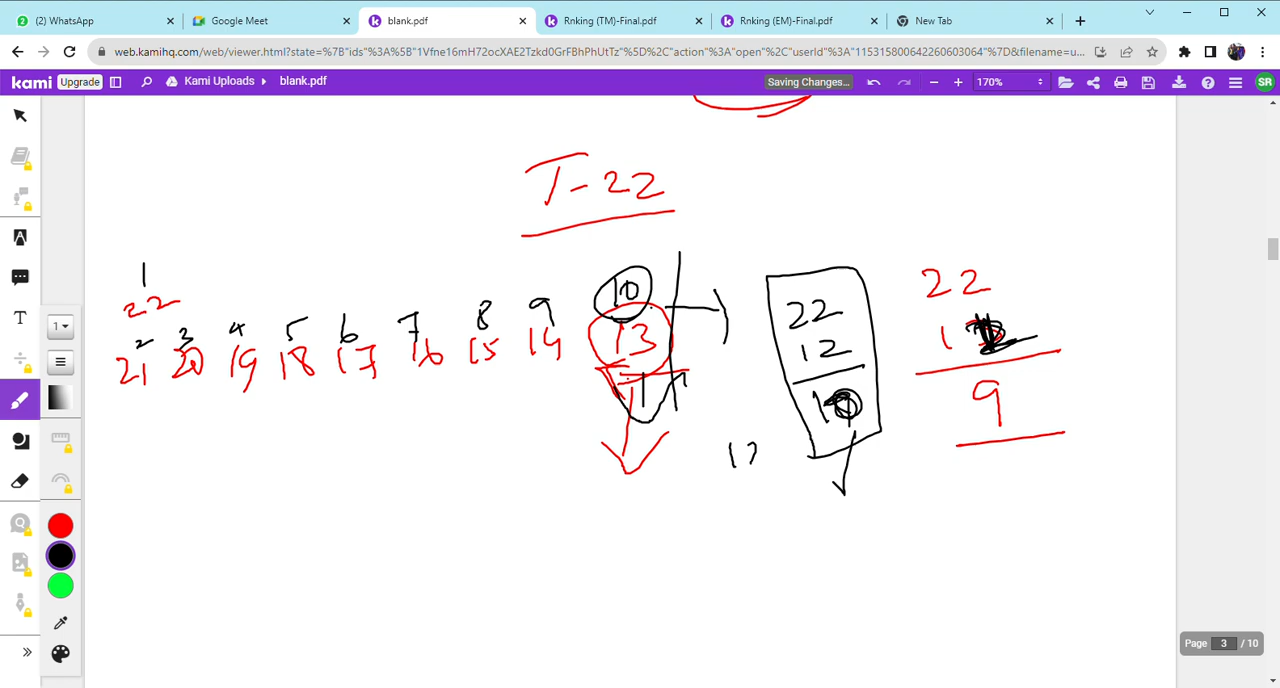 (2) WhatsApp
Google Meet
blank.pdf
Rnking (TM)-Final.pdf
Rnking (EM)-Final.pdf
New Tab
web.kamihq.com/web/viewer.html?state=%7B"ids"%3A%5B"1Vfne16mH72ocXAE2Tzkd0GrFBhPhUtTz"%5D%2C"action"%3A"open"%2C"userId"%3A"115315800642260603064"%7D&filename=u...
kami Upgrade Kami Uploads blank.pdf Saving Changes... 170% SR
T-22
1
22
2 3 4 5 6 7 8 9 10
21 20 19 18 17 16 15 14 13
22
12
22
9
1
Page 3 / 10